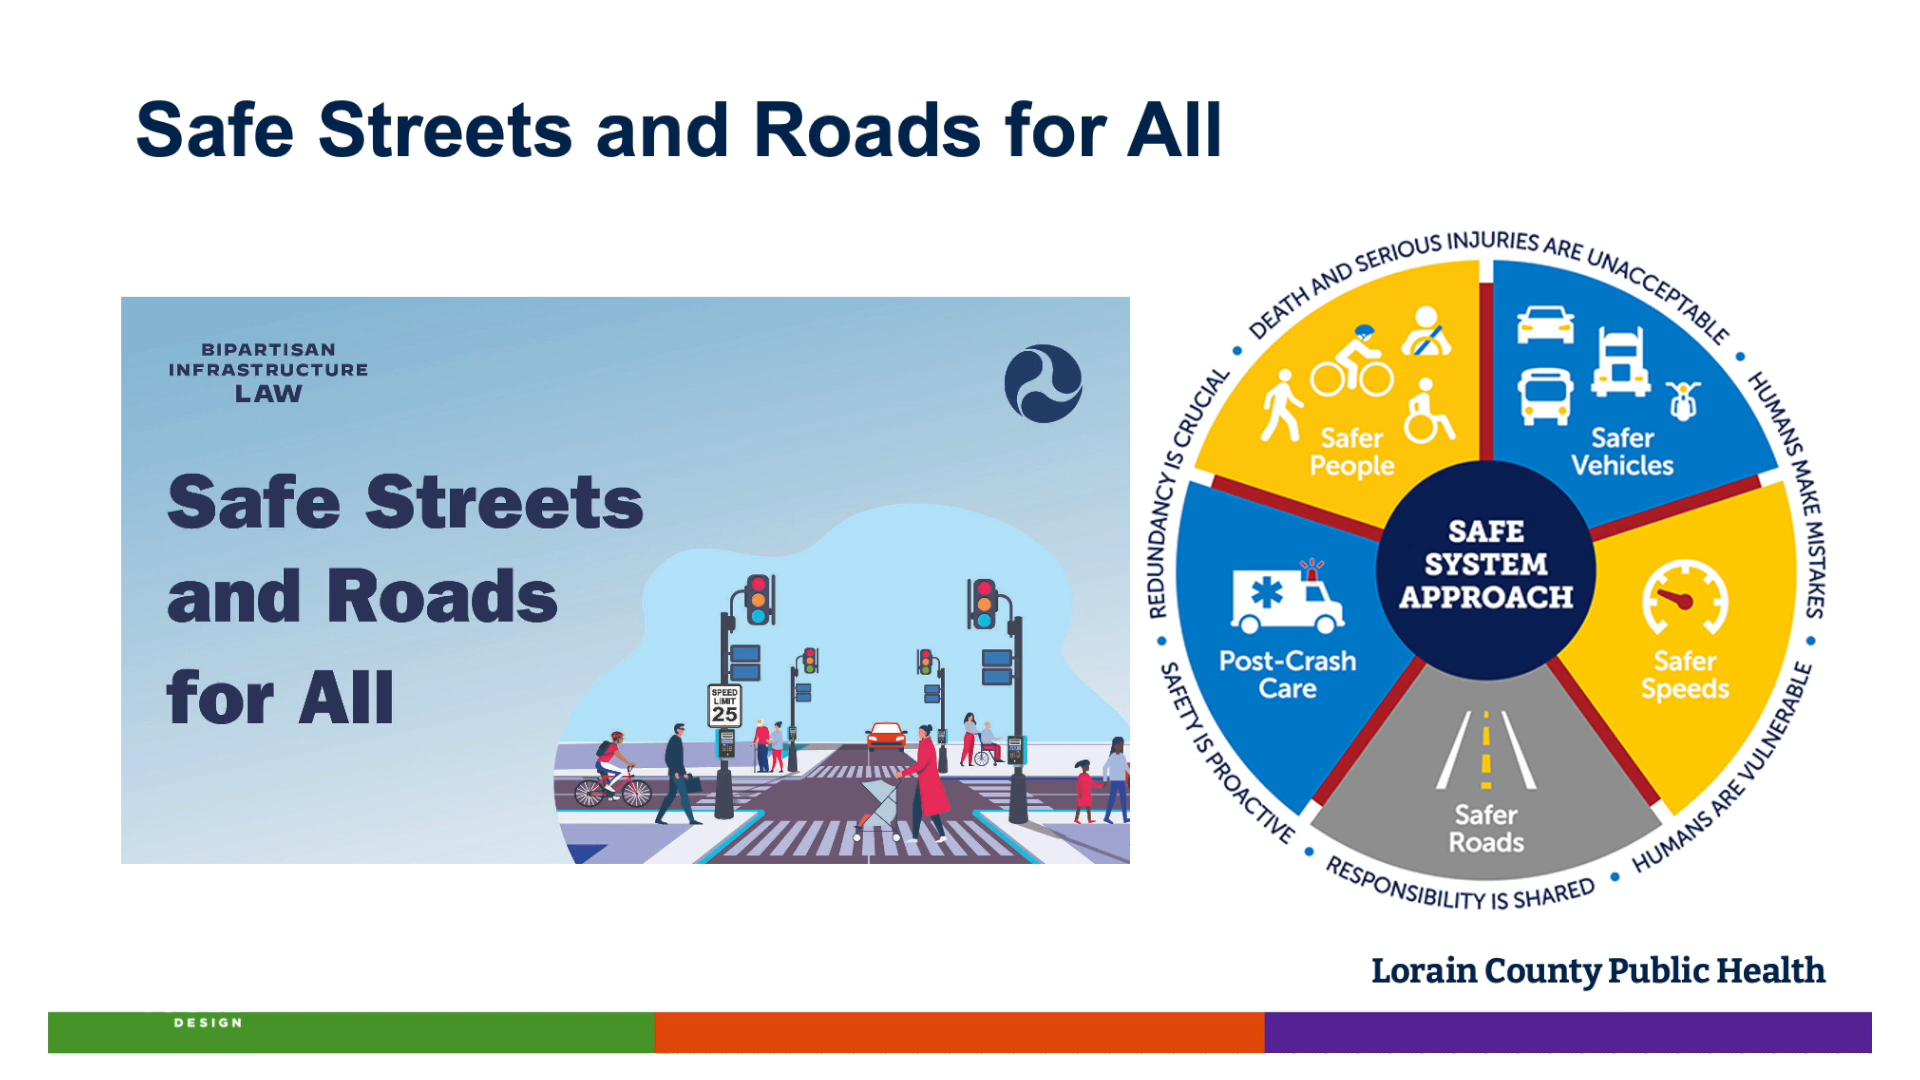 Safe Streets and Roads for All
BIPARTISAN
INFRASTRUCTURE
LAW
Safe Streets
and Roads
for All
SPEED
LIMIT
25
DEATH AND SERIOUS INJURIES ARE UNACCEPTABLE
HUMANS MAKE MISTAKES
HUMANS ARE VULNERABLE
RESPONSIBILITY IS SHARED
SAFETY IS PROACTIVE
REDUNDANCY IS CRUCIAL
Safer
People
Safer
Vehicles
SAFE
SYSTEM
APPROACH
Post-Crash
Care
Safer
Speeds
Safer
Roads
Lorain County Public Health
DESIGN